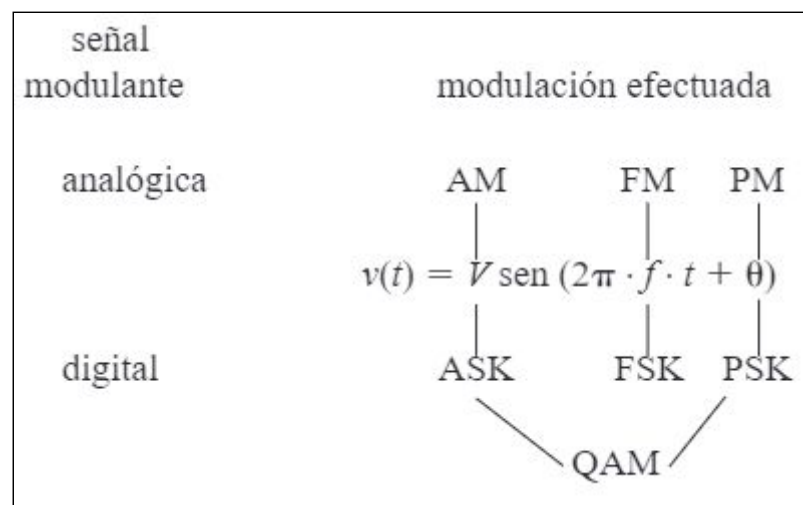 señal
modulante modulación efectuada
analógica AM FM PM
v(t) = V sen (2π · f · t + θ)
digital ASK FSK PSK
QAM